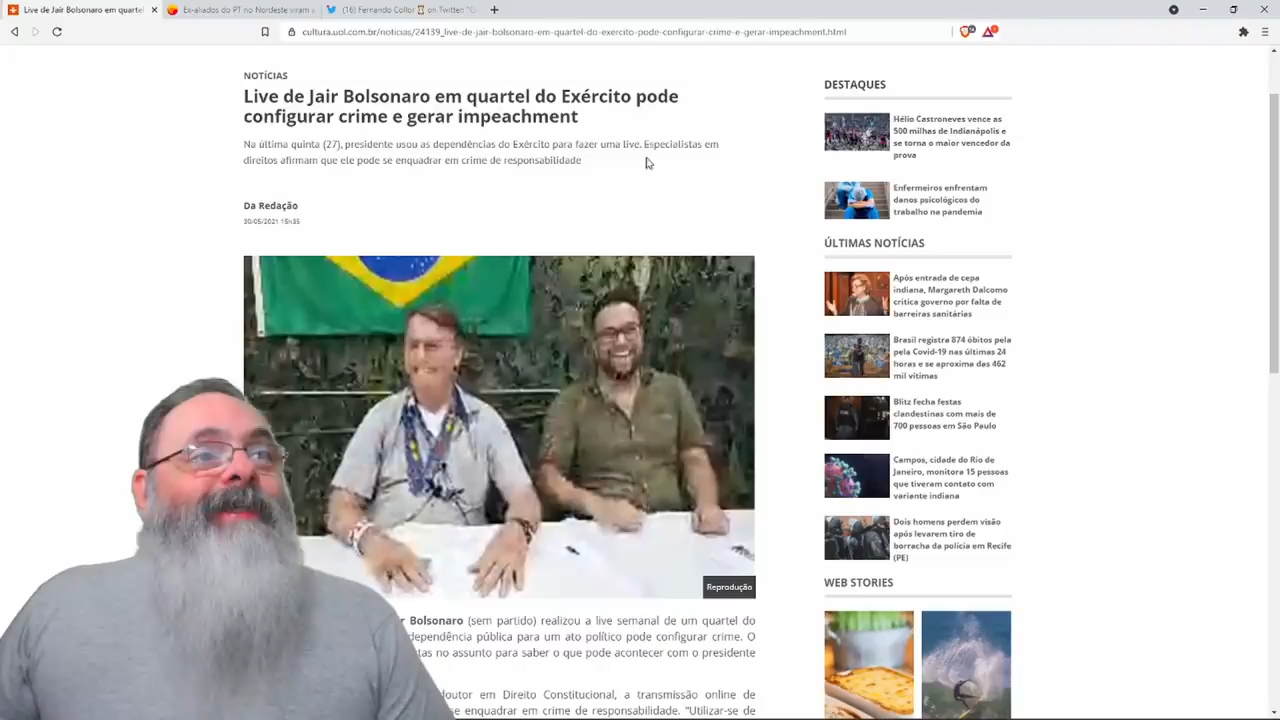 Live de Jair Bolsonaro em quartel
Ex-aliados do PT no Nordeste viram
(16) Fernando Collor on Twitter "
cultura.uol.com.br/noticias/24139_live-de-jair-bolsonaro-em-quartel-do-exercito-pode-configurar-crime-e-gerar-impeachment.html
NOTÍCIAS
Live de Jair Bolsonaro em quartel do Exército pode
configurar crime e gerar impeachment
Na última quinta (27), presidente usou as dependências do Exército para fazer uma live. Especialistas em
direitos afirmam que ele pode se enquadrar em crime de responsabilidade
Da Redação
30/05/2021 15h35
Reprodução
Bolsonaro (sem partido) realizou a live semanal de um quartel do
dependência pública para um ato político pode configurar crime. O
tas no assunto para saber o que pode acontecer com o presidente
doutor em Direito Constitucional, a transmissão online de
se enquadrar em crime de responsabilidade. "Utilizar-se de
DESTAQUES
Hélio Castroneves vence as
500 milhas de Indianápolis e
se torna o maior vencedor da
prova
Enfermeiros enfrentam
danos psicológicos do
trabalho na pandemia
ÚLTIMAS NOTÍCIAS
Após entrada de cepa
indiana, Margareth Dalcomo
critica governo por falta de
barreiras sanitárias
Brasil registra 874 óbitos pela
pela Covid-19 nas últimas 24
horas e se aproxima das 462
mil vítimas
Blitz fecha festas
clandestinas com mais de
700 pessoas em São Paulo
Campos, cidade do Rio de
Janeiro, monitora 15 pessoas
que tiveram contato com
variante indiana
Dois homens perdem visão
após levarem tiro de
borracha da polícia em Recife
(PE)
WEB STORIES